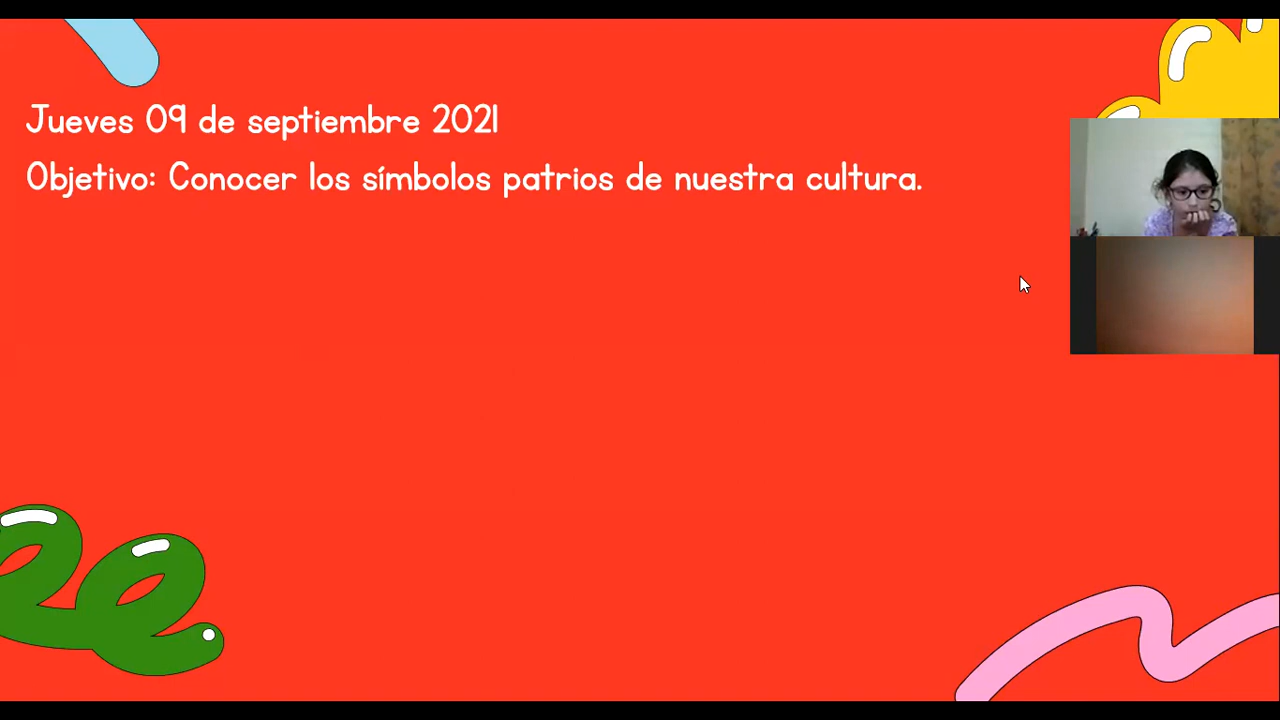 Jueves 09 de septiembre 2021
Objetivo: Conocer los símbolos patrios de nuestra cultura.